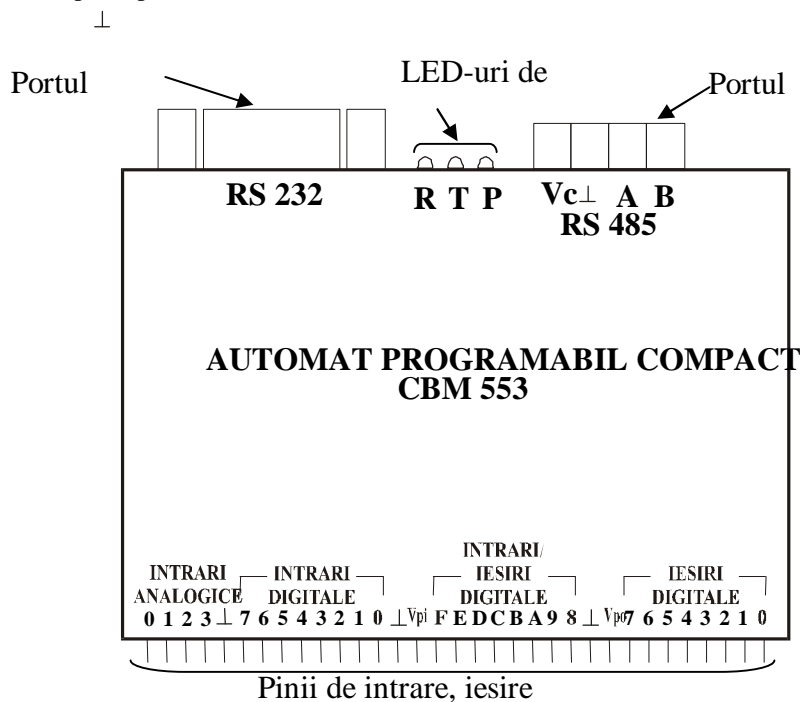 ⊥
Portul LED-uri de Portul
RS 232 R T P Vc⊥ A B
RS 485
AUTOMAT PROGRAMABIL COMPACT
CBM 553
INTRARI/
INTRARI INTRARI IESIRI IESIRI
ANALOGICE DIGITALE DIGITALE DIGITALE
0 1 2 3 ⊥ 7 6 5 4 3 2 1 0 ⊥ Vpi F E D C B A 9 8 ⊥ Vpo 7 6 5 4 3 2 1 0
Pinii de intrare, iesire